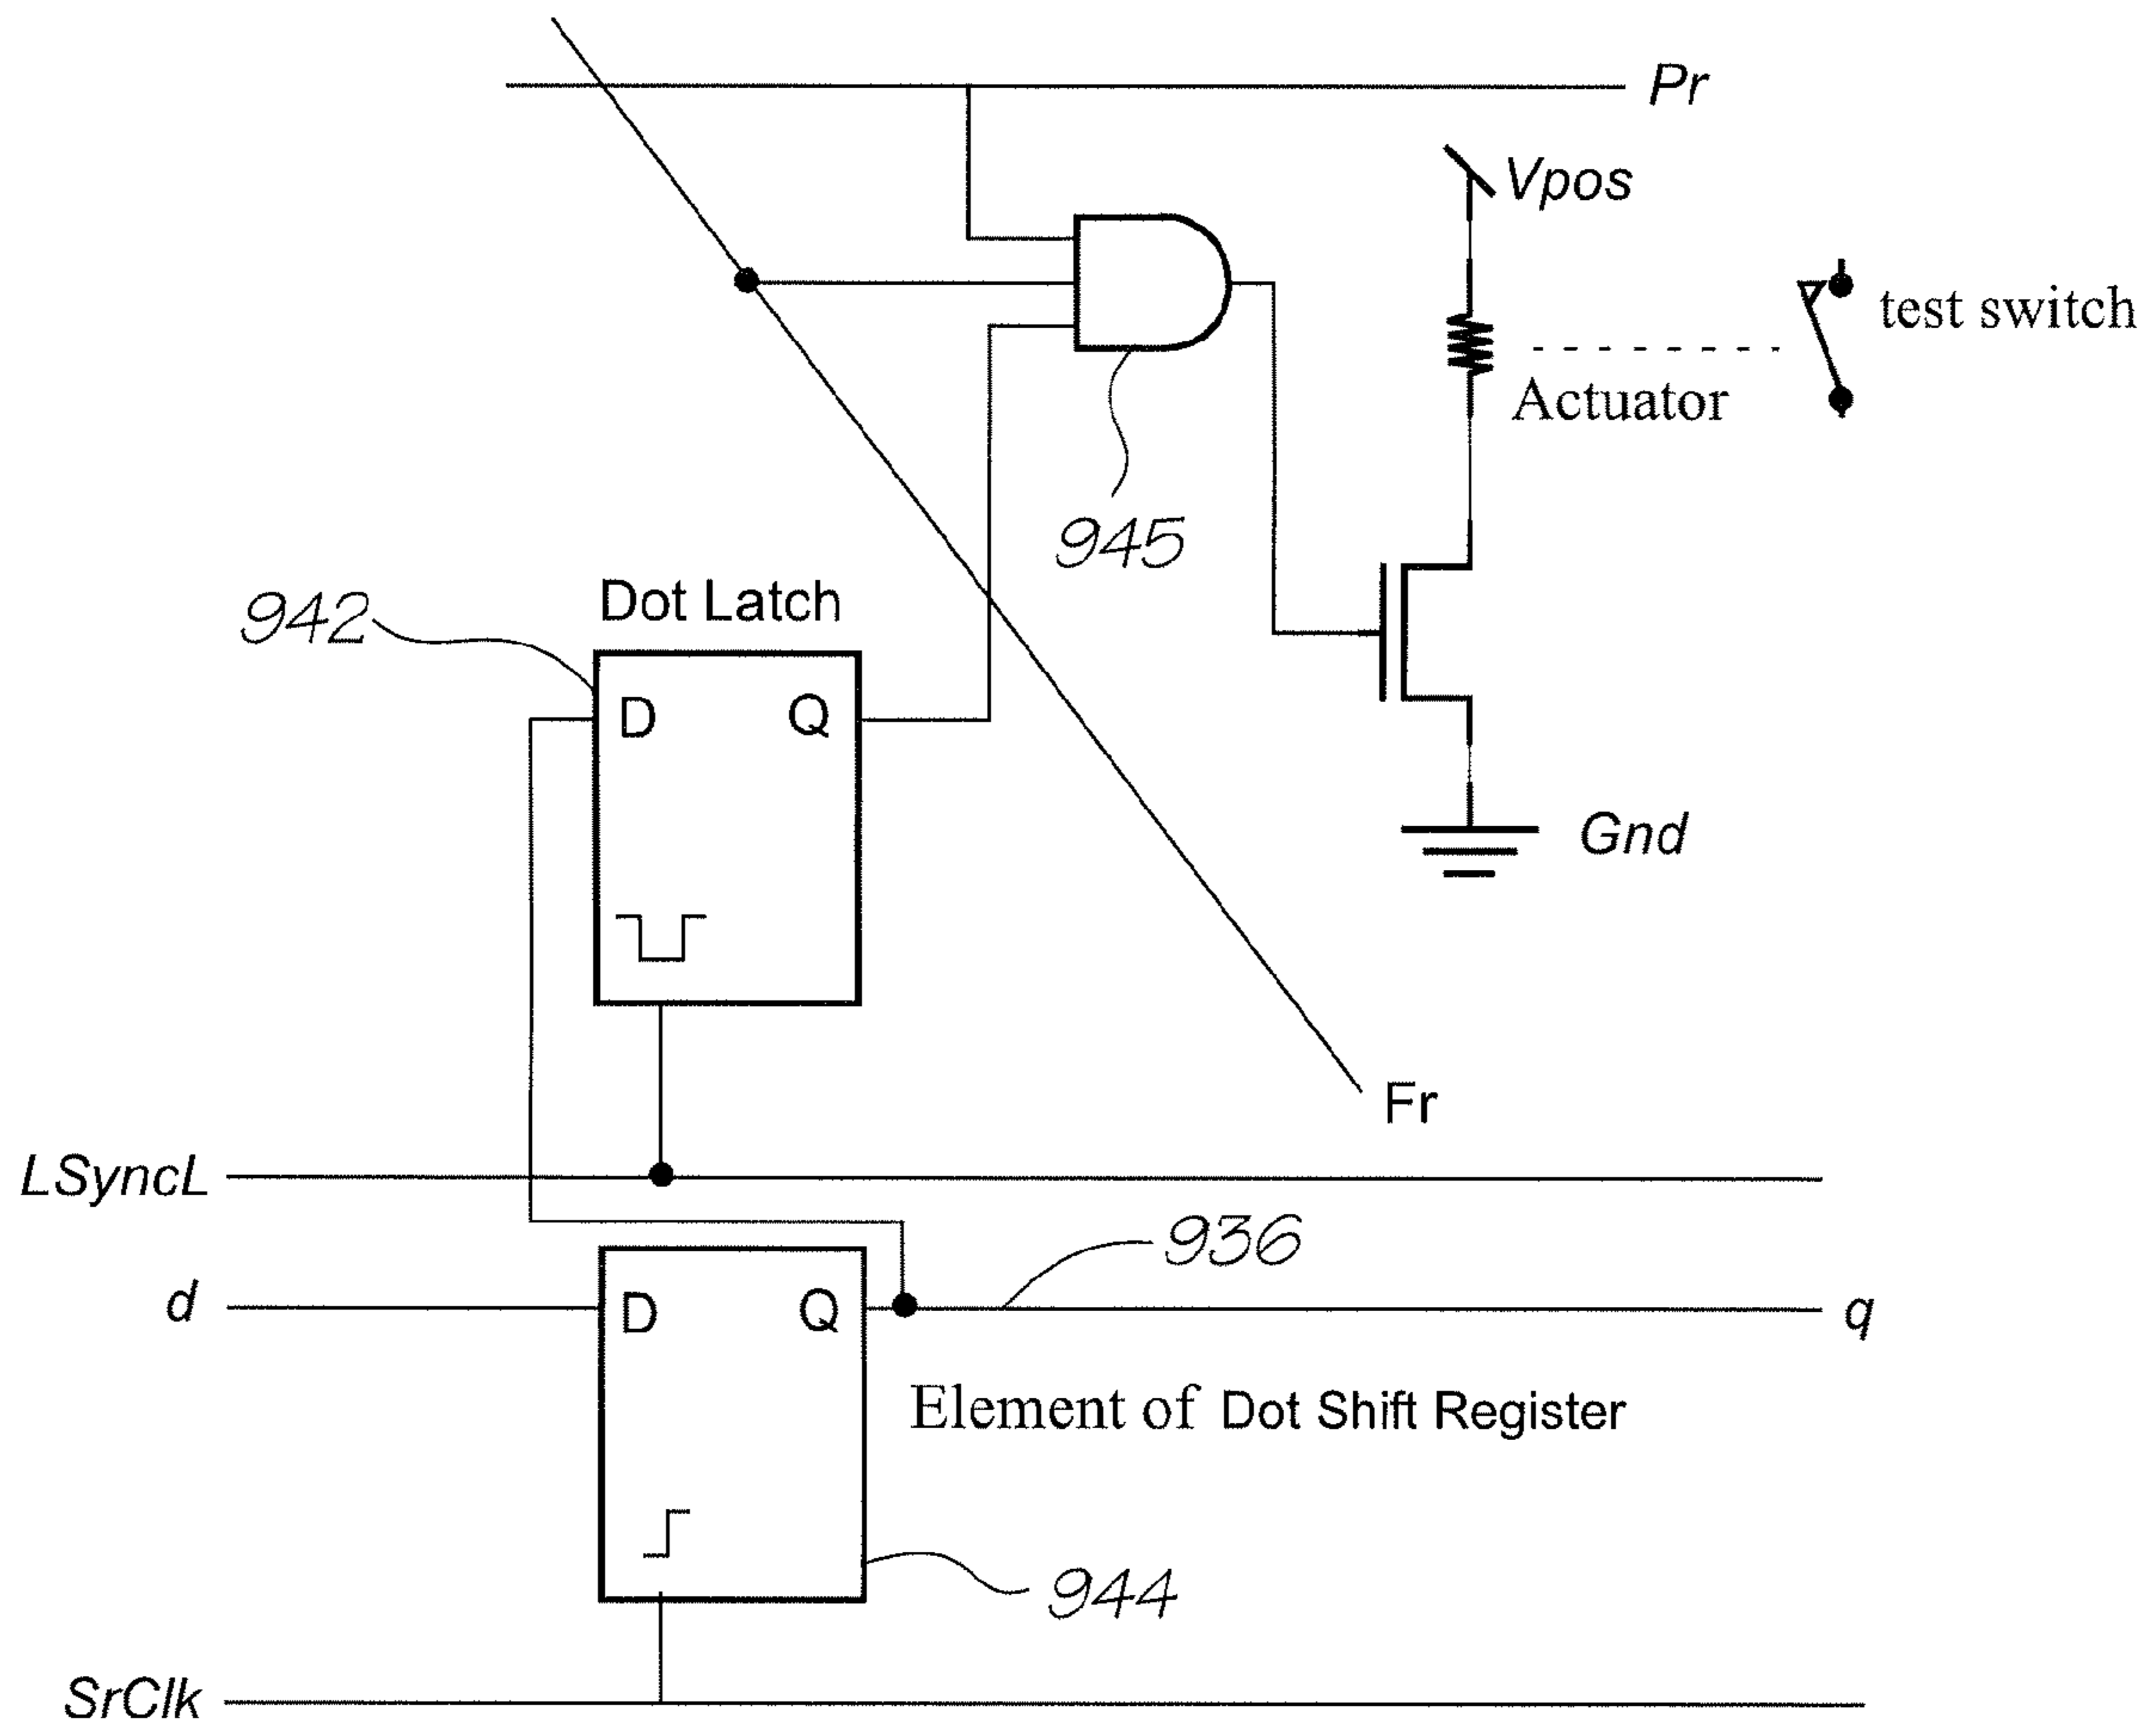 Pr
Vpos
test switch
Actuator
945
942
Dot Latch
D Q
Gnd
Fr
LSyncL
936
d
D Q
q
Element of Dot Shift Register
944
SrClk